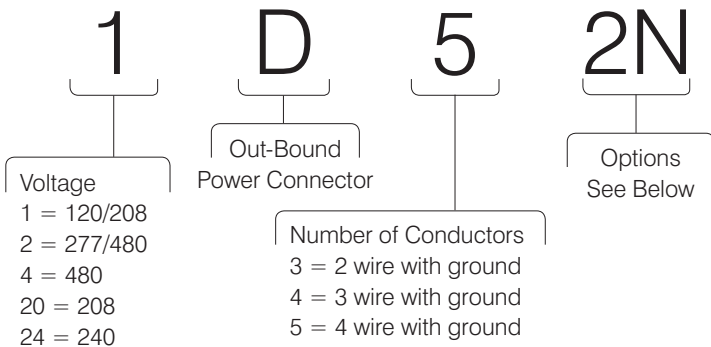 1 D 5 2N
Out-Bound
Power Connector
Options
See Below
Voltage
1 = 120/208
2 = 277/480
4 = 480
20 = 208
24 = 240
Number of Conductors
3 = 2 wire with ground
4 = 3 wire with ground
5 = 4 wire with ground